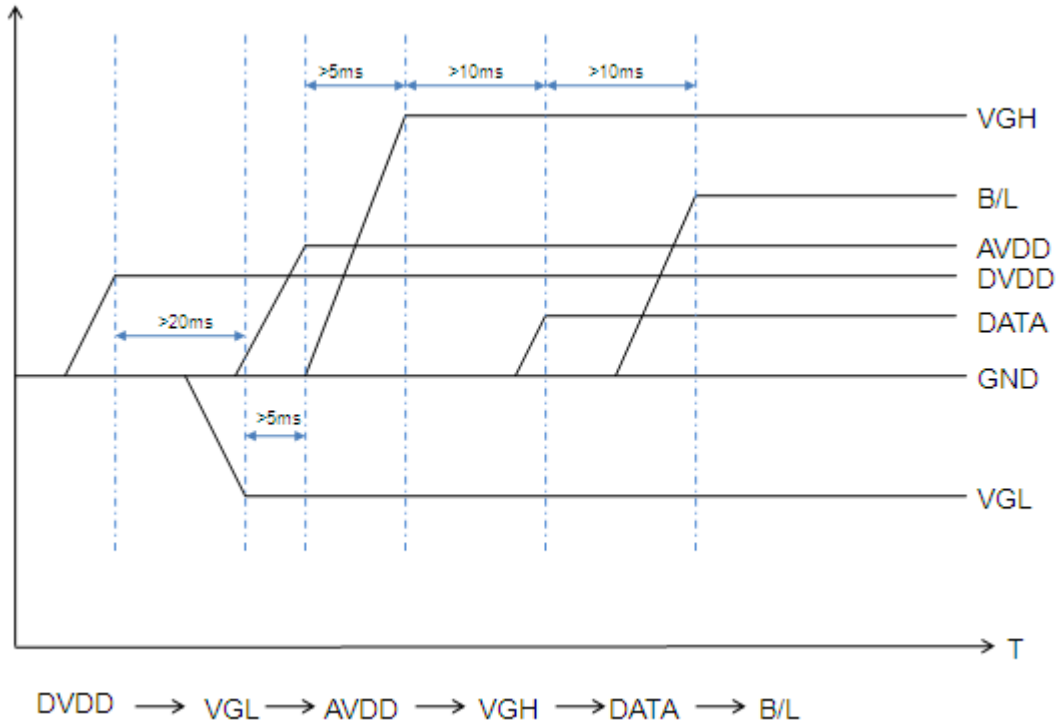 >5ms >10ms >10ms
VGH
B/L
AVDD
DVDD
>20ms
DATA
GND
>5ms
VGL
T
DVDD → VGL → AVDD → VGH → DATA → B/L